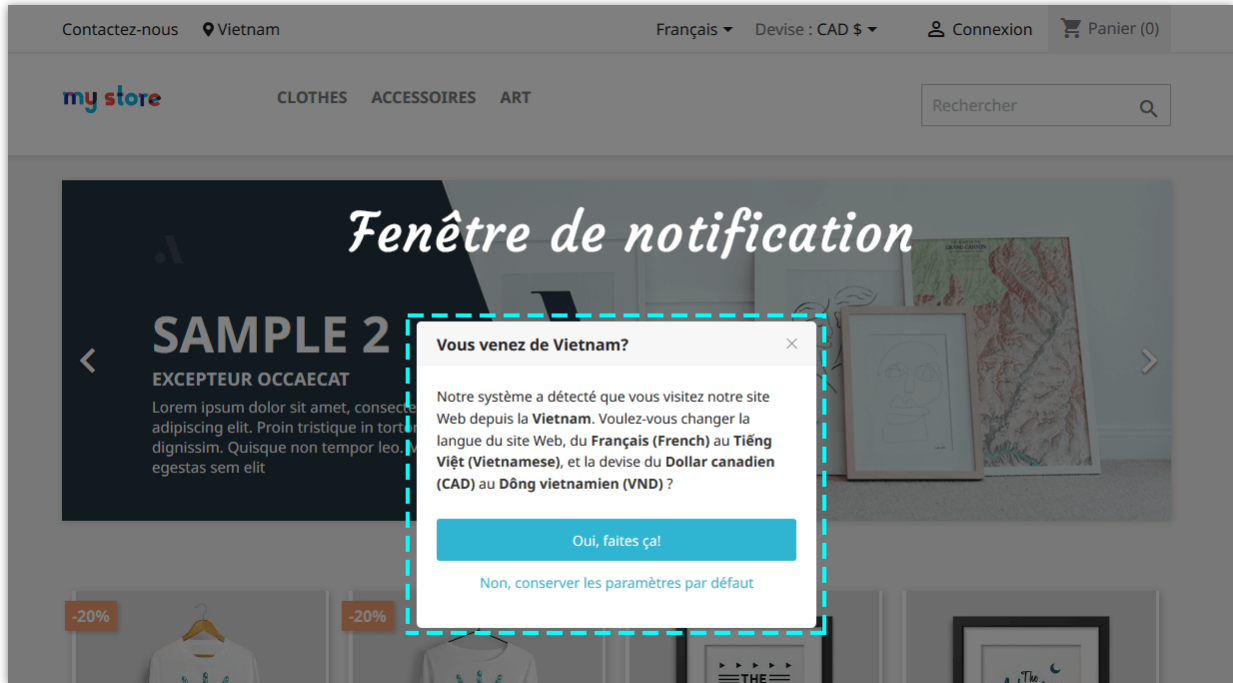 Contactez-nous Vietnam Français Devise : CAD $ Connexion Panier (0)
my store CLOTHES ACCESSOIRES ART Rechercher
Fenêtre de notification
SAMPLE 2
EXCEPTEUR OCCAECAT
Lorem ipsum dolor sit amet, consecte
adipiscing elit. Proin tristique in tortor
dignissim. Quisque non tempor leo.
egestas sem elit
Vous venez de Vietnam?
Notre système a détecté que vous visitez notre site
Web depuis la Vietnam. Voulez-vous changer la
langue du site Web, du Français (French) au Tiếng
Việt (Vietnamese), et la devise du Dollar canadien
(CAD) au Dông vietnamien (VND) ?
Oui, faites ça!
Non, conserver les paramètres par défaut
-20% -20%
THE
The